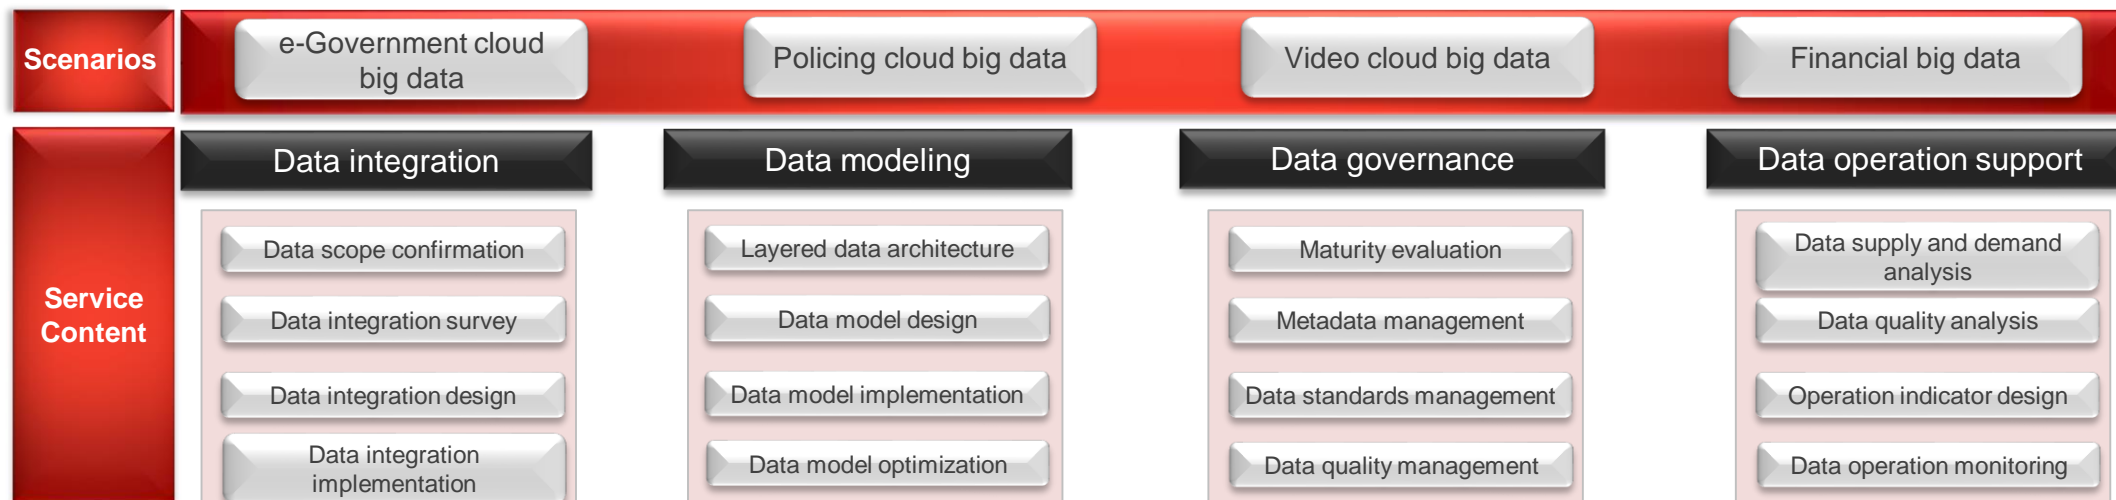 Scenarios
e-Government cloud
big data
Policing cloud big data
Video cloud big data
Financial big data
Service
Content
Data integration
Data scope confirmation
Data integration survey
Data integration design
Data integration
implementation
Data modeling
Layered data architecture
Data model design
Data model implementation
Data model optimization
Data governance
Maturity evaluation
Metadata management
Data standards management
Data quality management
Data operation support
Data supply and demand
analysis
Data quality analysis
Operation indicator design
Data operation monitoring